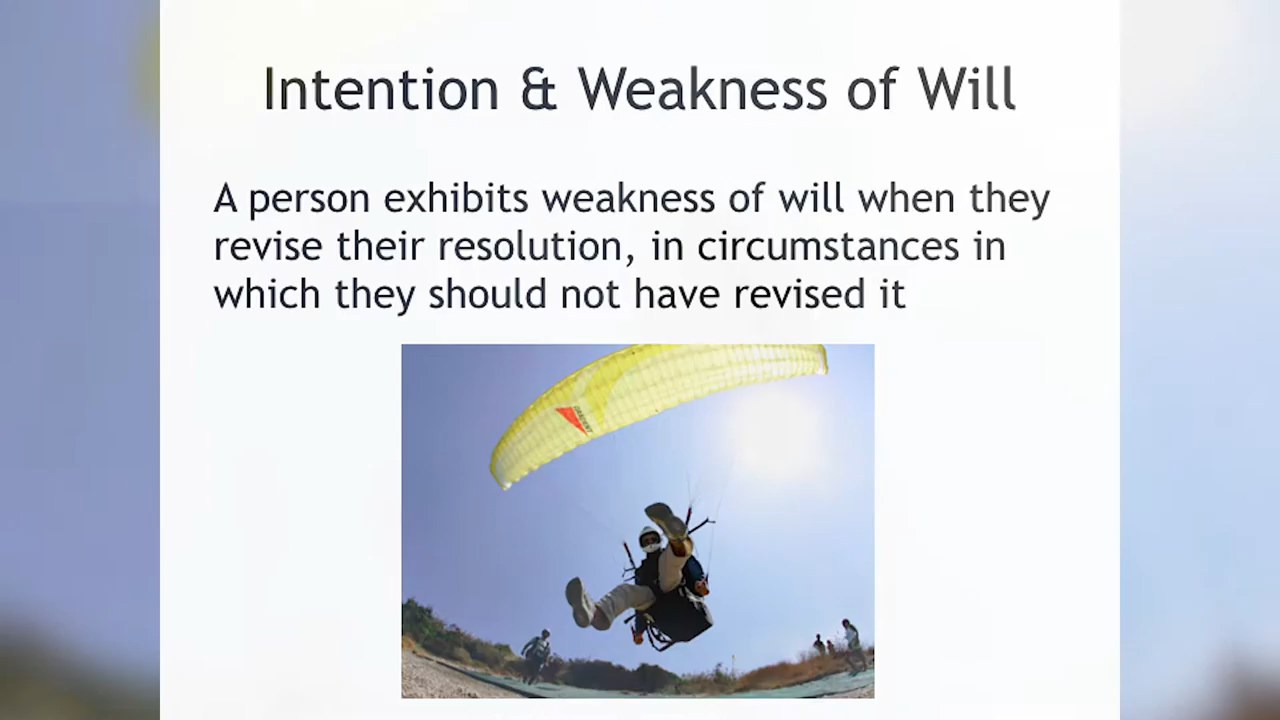 Intention & Weakness of Will
A person exhibits weakness of will when they
revise their resolution, in circumstances in
which they should not have revised it